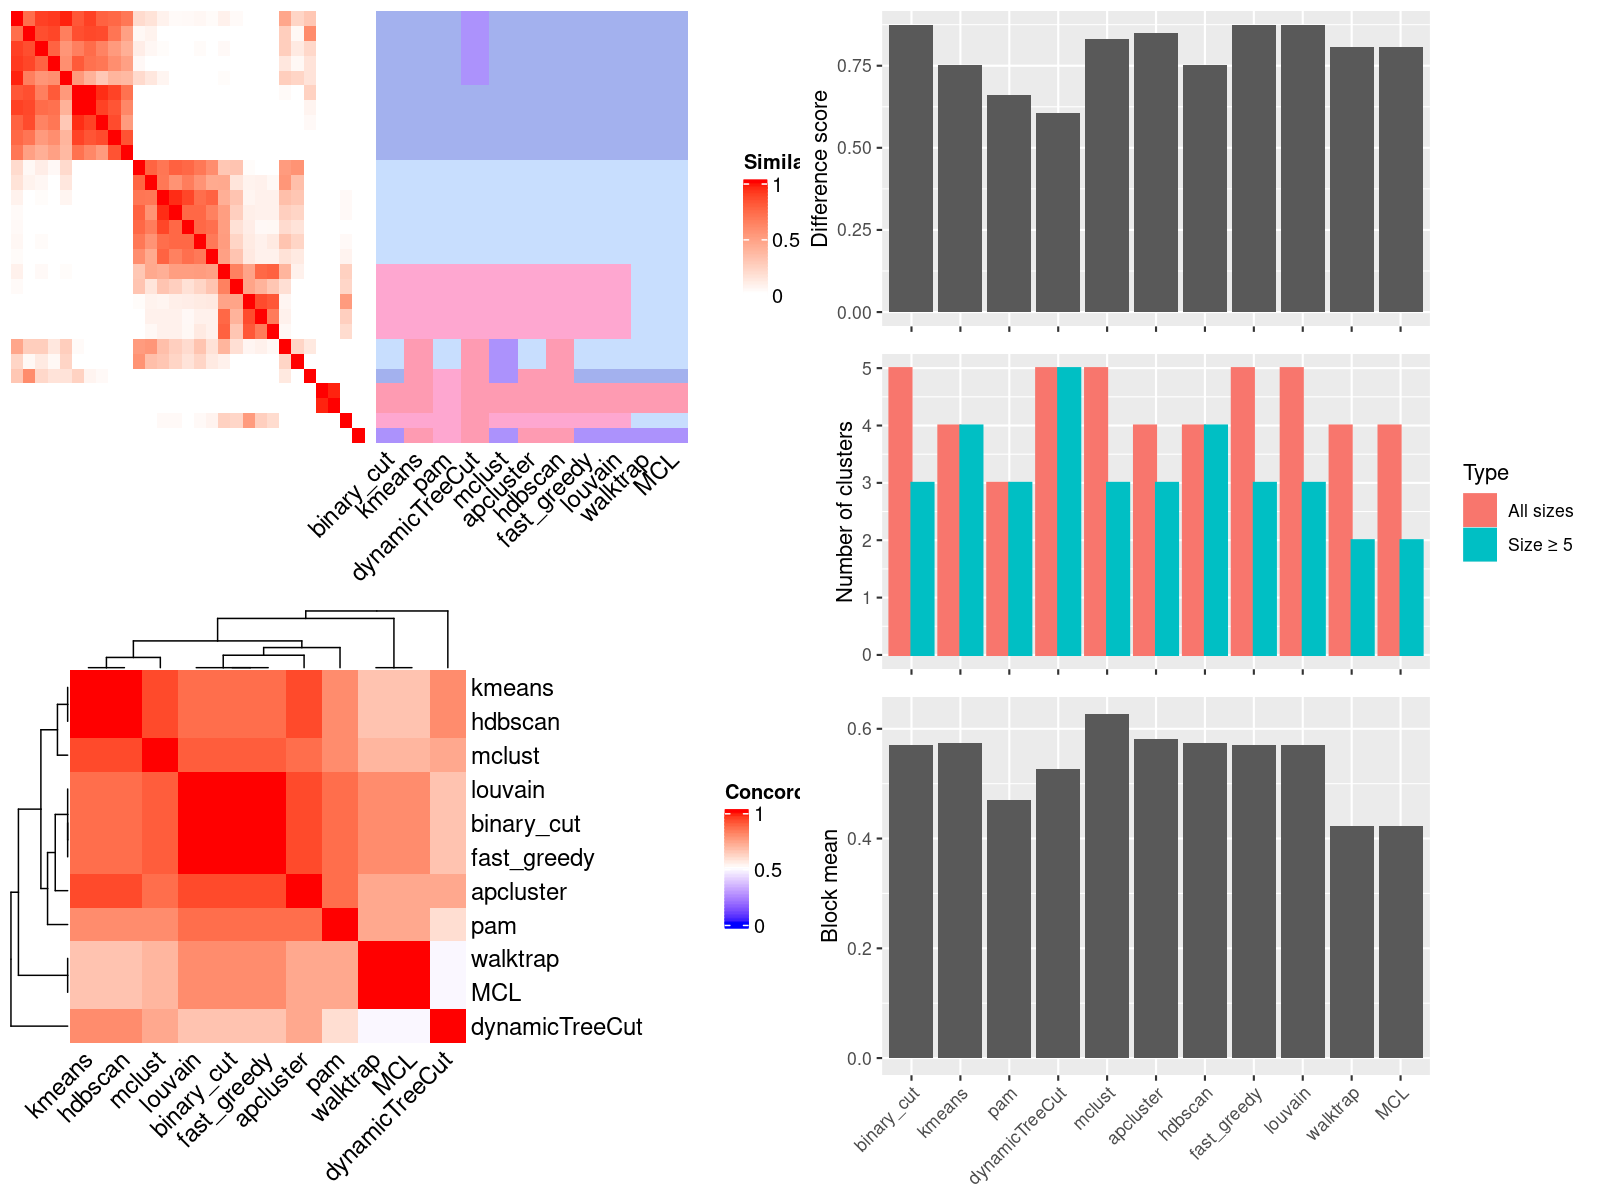 Simila
1
0.5
0
binary_cut
kmeans
pam
dynamicTreeCut
mclust
apcluster
hdbscan
fast_greedy
louvain
walktrap
MCL
Difference score
0.75
0.50
0.25
0.00
Number of clusters
5
4
3
2
1
0
Type
All sizes
Size ≥ 5
Block mean
0.6
0.4
0.2
0.0
binary_cut
kmeans
pam
dynamicTreeCut
mclust
apcluster
hdbscan
fast_greedy
louvain
walktrap
MCL
kmeans
hdbscan
mclust
louvain
binary_cut
fast_greedy
apcluster
pam
walktrap
MCL
dynamicTreeCut
Concord
1
0.5
0
kmeans
hdbscan
mclust
louvain
binary_cut
fast_greedy
apcluster
pam
walktrap
MCL
dynamicTreeCut